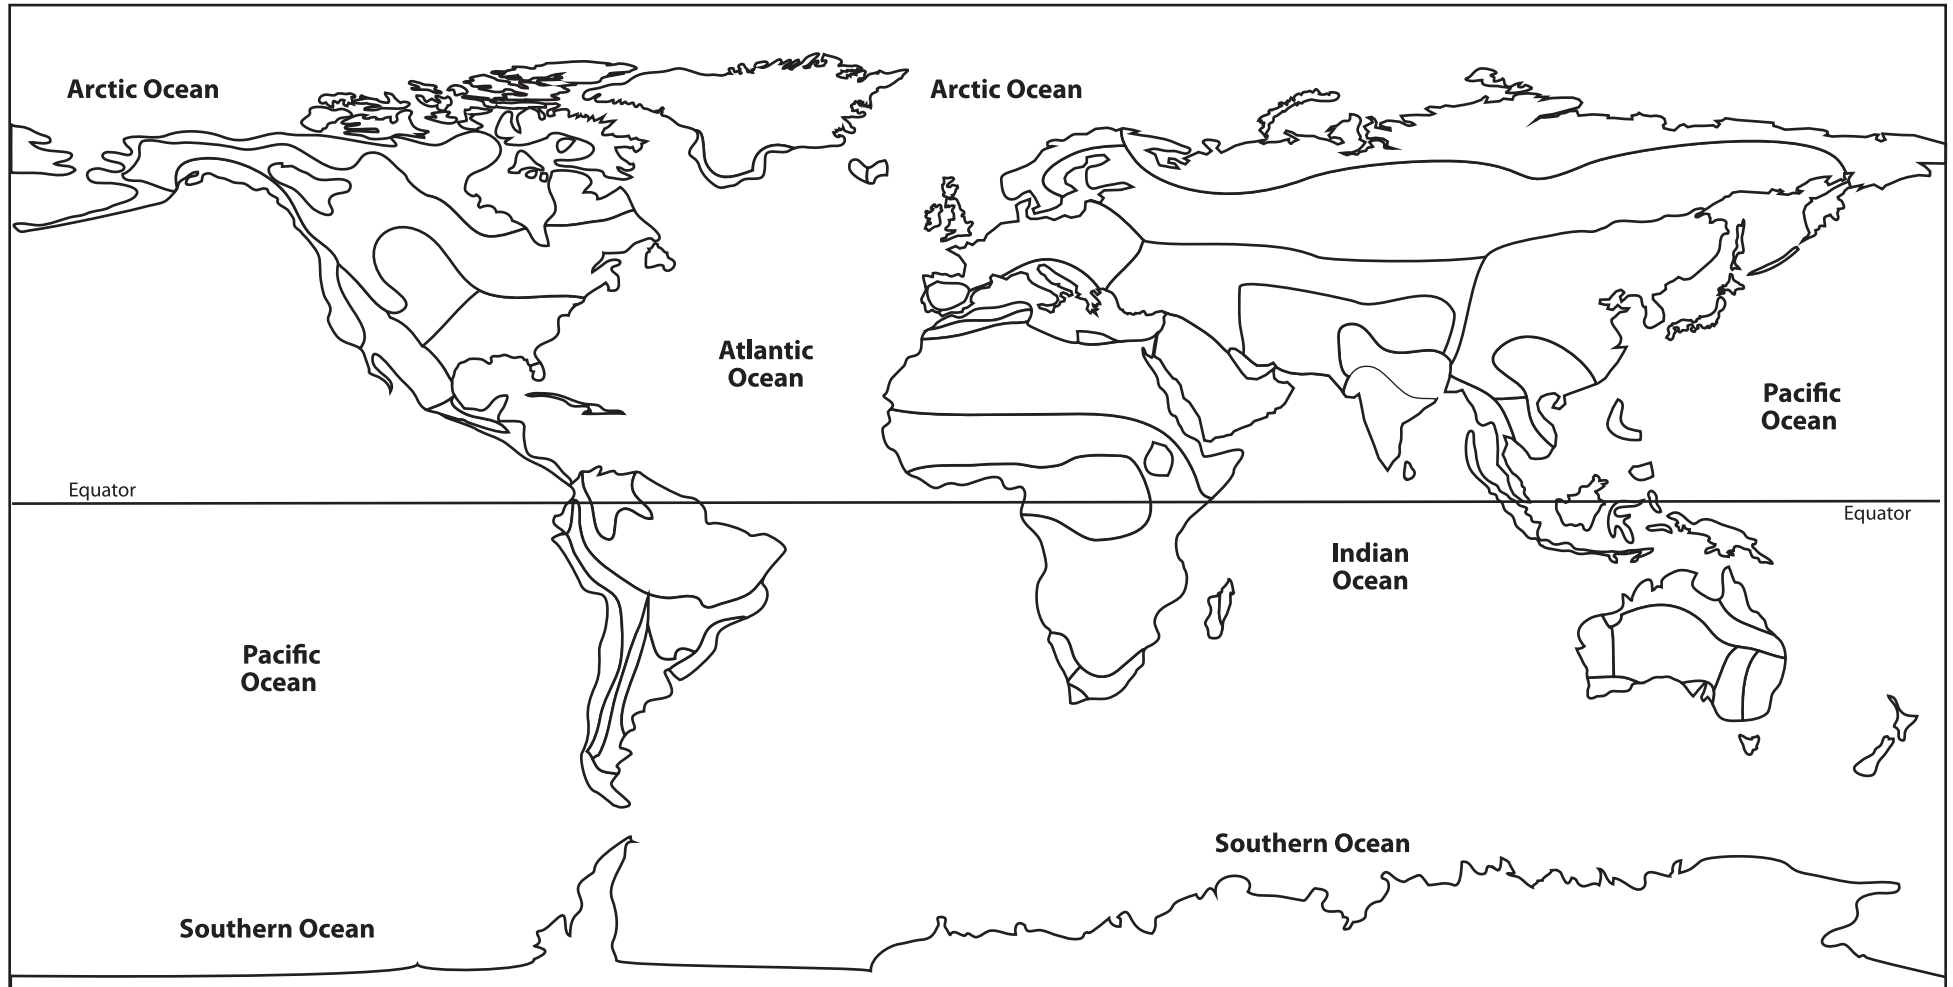 Arctic Ocean
Arctic Ocean
Atlantic
Ocean
Pacific
Ocean
Equator
Equator
Indian
Ocean
Pacific
Ocean
Southern Ocean
Southern Ocean